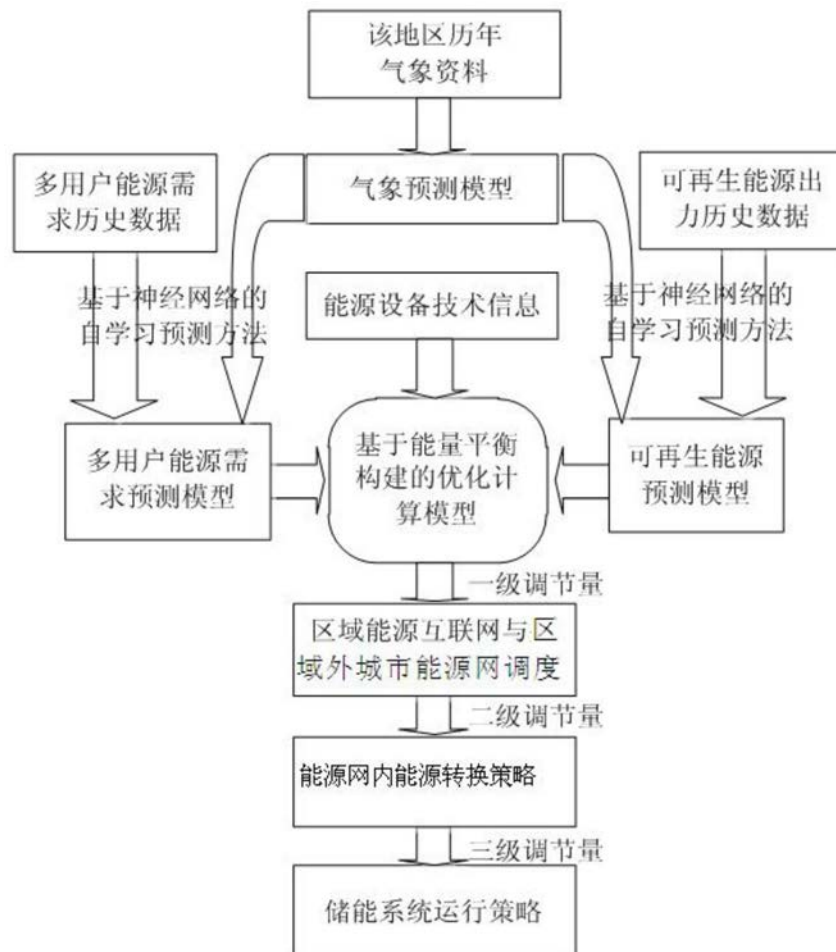 该地区历年
气象资料
多用户能源需
求历史数据
气象预测模型
可再生能源出
力历史数据
基于神经网络的
自学习预测方法
能源设备技术信息
基于神经网络的
自学习预测方法
多用户能源需
求预测模型
基于能量平衡
构建的优化计
算模型
可再生能源
预测模型
一级调节量
区域能源互联网与区
域外城市能源网调度
二级调节量
能源网内能源转换策略
三级调节量
储能系统运行策略